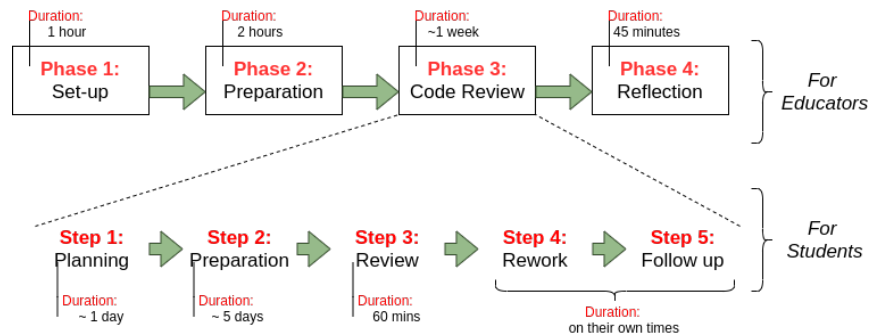 Duration:
1 hour
Duration:
2 hours
Duration:
~1 week
Duration:
45 minutes
Phase 1:
Set-up
Phase 2:
Preparation
Phase 3:
Code Review
Phase 4:
Reflection
For
Educators
Step 1:
Planning
Step 2:
Preparation
Step 3:
Review
Step 4:
Rework
Step 5:
Follow up
For
Students
Duration:
~ 1 day
Duration:
~ 5 days
Duration:
60 mins
Duration:
on their own times